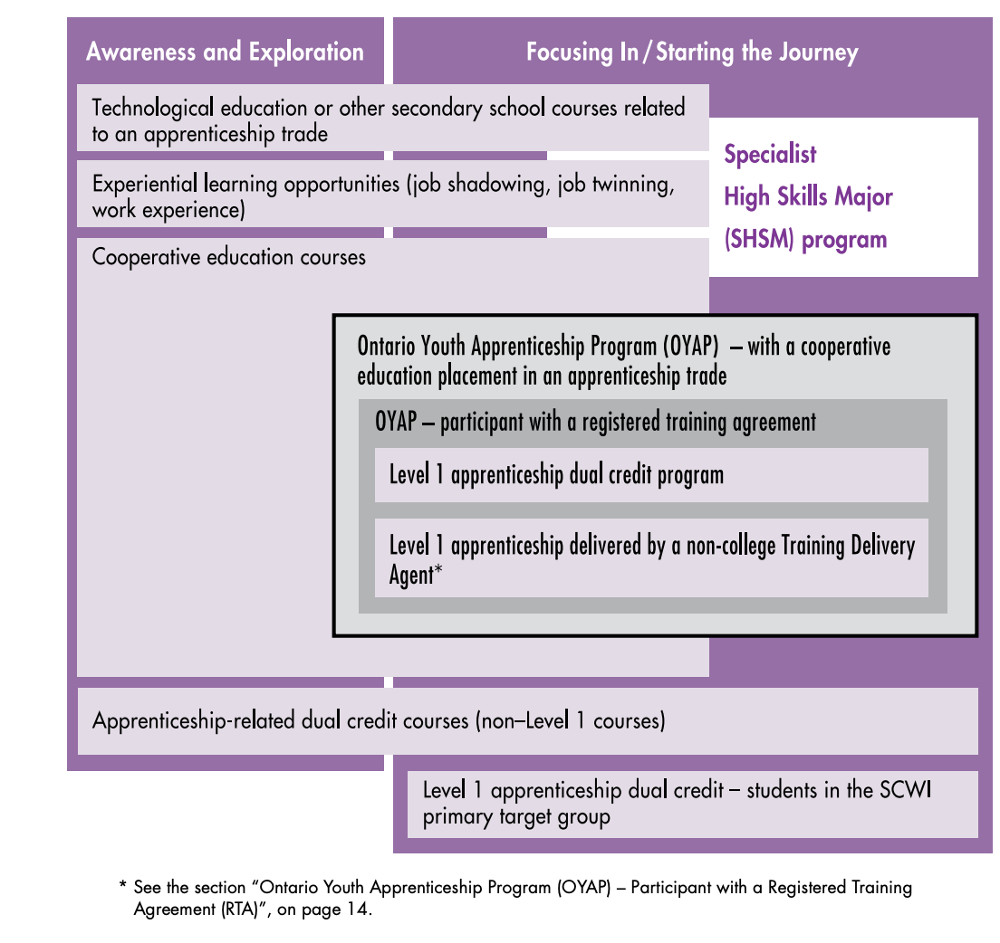 Awareness and Exploration
Focusing In / Starting the Journey
Technological education or other secondary school courses related
to an apprenticeship trade
Experiential learning opportunities (job shadowing, job twinning,
work experience)
Specialist
High Skills Major
(SHSM) program
Cooperative education courses
Ontario Youth Apprenticeship Program (OYAP) – with a cooperative
education placement in an apprenticeship trade
OYAP – participant with a registered training agreement
Level 1 apprenticeship dual credit program
Level 1 apprenticeship delivered by a non-college Training Delivery
Agent*
Apprenticeship-related dual credit courses (non–Level 1 courses)
Level 1 apprenticeship dual credit – students in the SCWI
primary target group
* See the section “Ontario Youth Apprenticeship Program (OYAP) – Participant with a Registered Training
Agreement (RTA)”, on page 14.